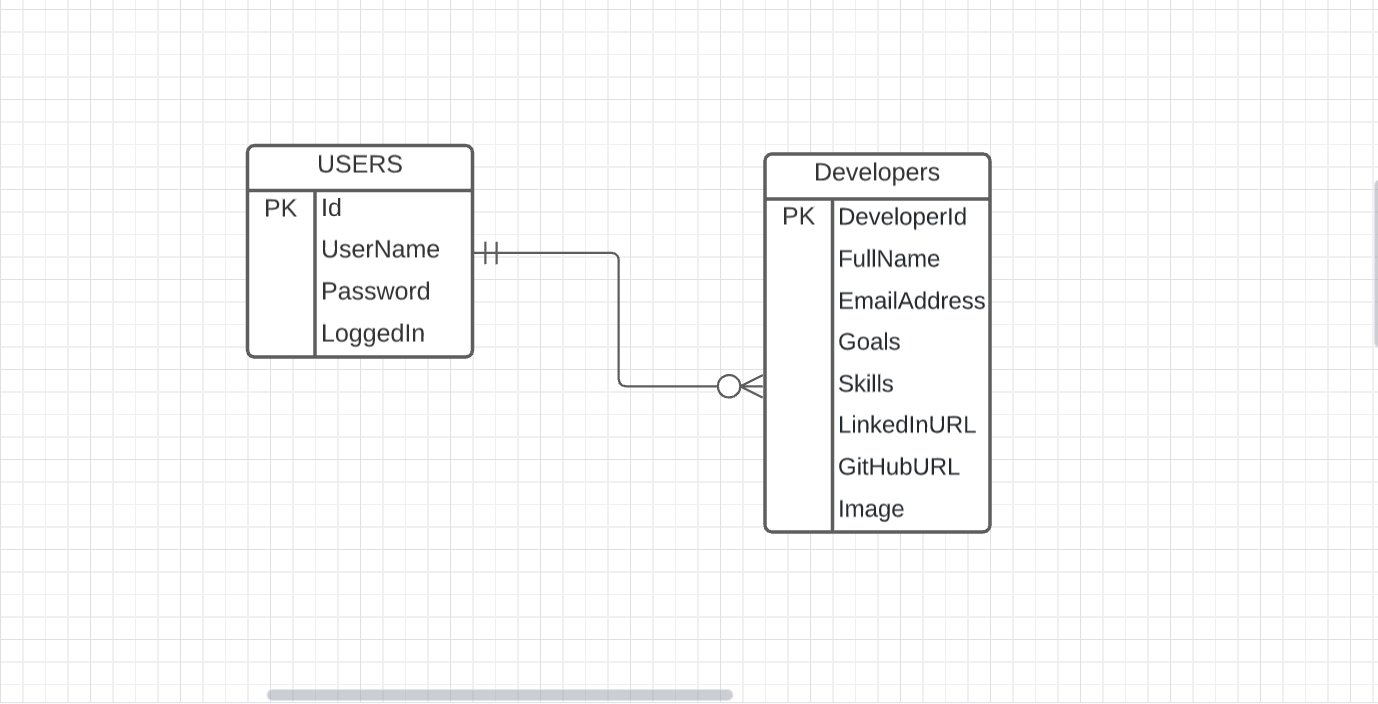 USERS
PK Id
UserName
Password
LoggedIn
Developers
PK DeveloperId
FullName
EmailAddress
Goals
Skills
LinkedInURL
GitHubURL
Image